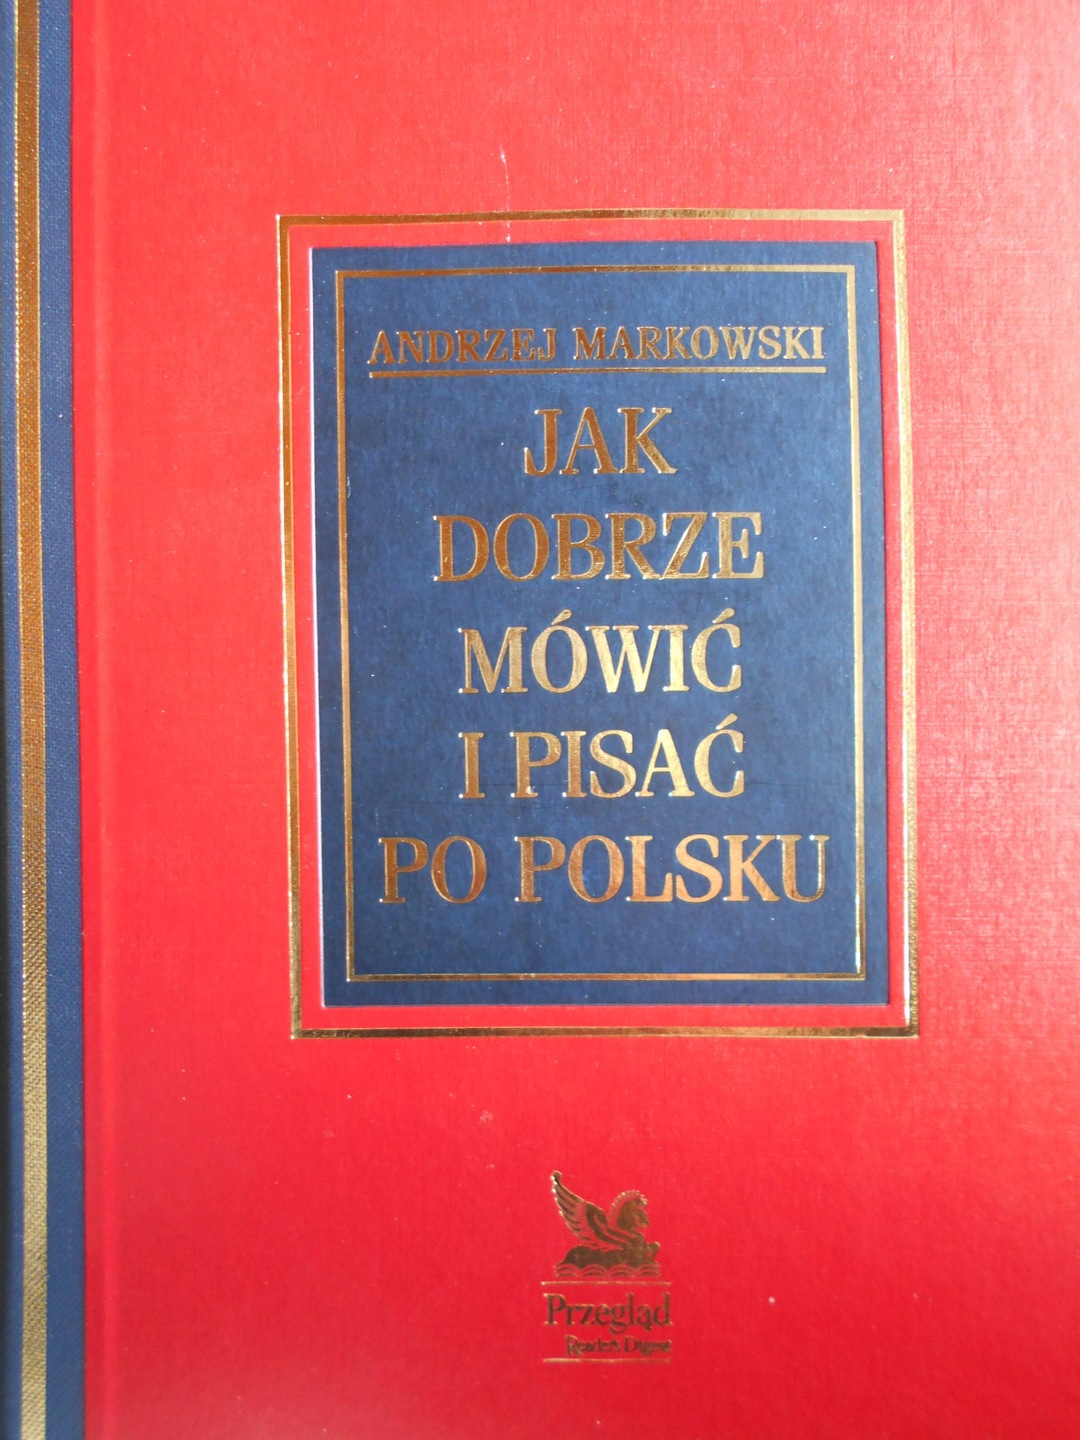 ANDRZEJ MARKOWSKI
JAK
DOBRZE
MÓWIĆ
I PISAĆ
PO POLSKU
Przegląd
Reader's Digest